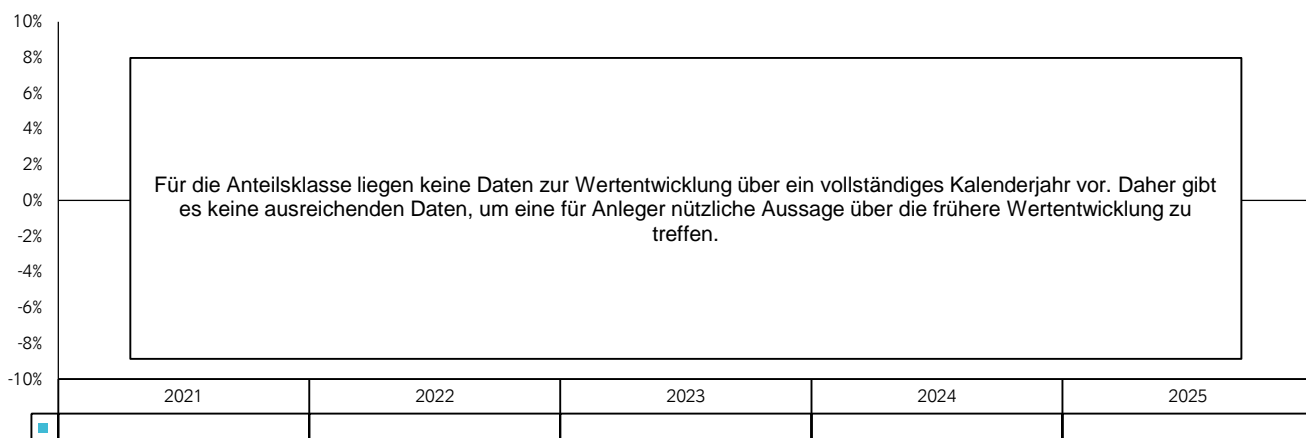 10%
8%
6%
4%
2%
0%
-2%
-4%
-6%
-8%
-10%
Für die Anteilsklasse liegen keine Daten zur Wertentwicklung über ein vollständiges Kalenderjahr vor. Daher gibt
es keine ausreichenden Daten, um eine für Anleger nützliche Aussage über die frühere Wertentwicklung zu
treffen.
2021 2022 2023 2024 2025